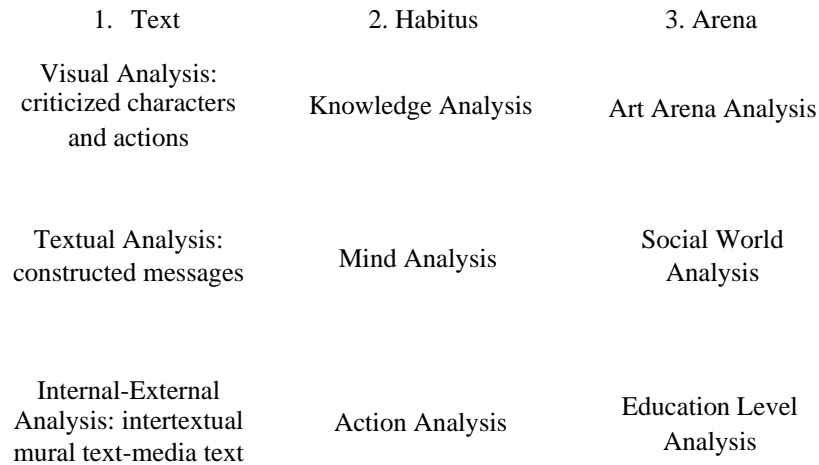 1. Text
2. Habitus
3. Arena
Visual Analysis:
criticized characters
and actions
Knowledge Analysis
Art Arena Analysis
Textual Analysis:
constructed messages
Mind Analysis
Social World
Analysis
Internal-External
Analysis: intertextual
mural text-media text
Action Analysis
Education Level
Analysis